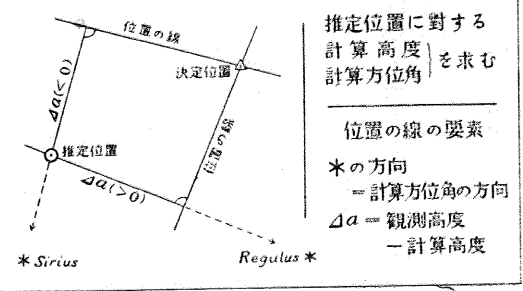 位置の線
決定位置
Δa(<0)
位置の線
推定位置
Δa(>0)
* Sirius
Regulus *
推定位置に對する
計算高度
計算方位角
を求む
位置の線の要素
*の方向
=計算方位角の方向
Δa=観測高度
-計算高度